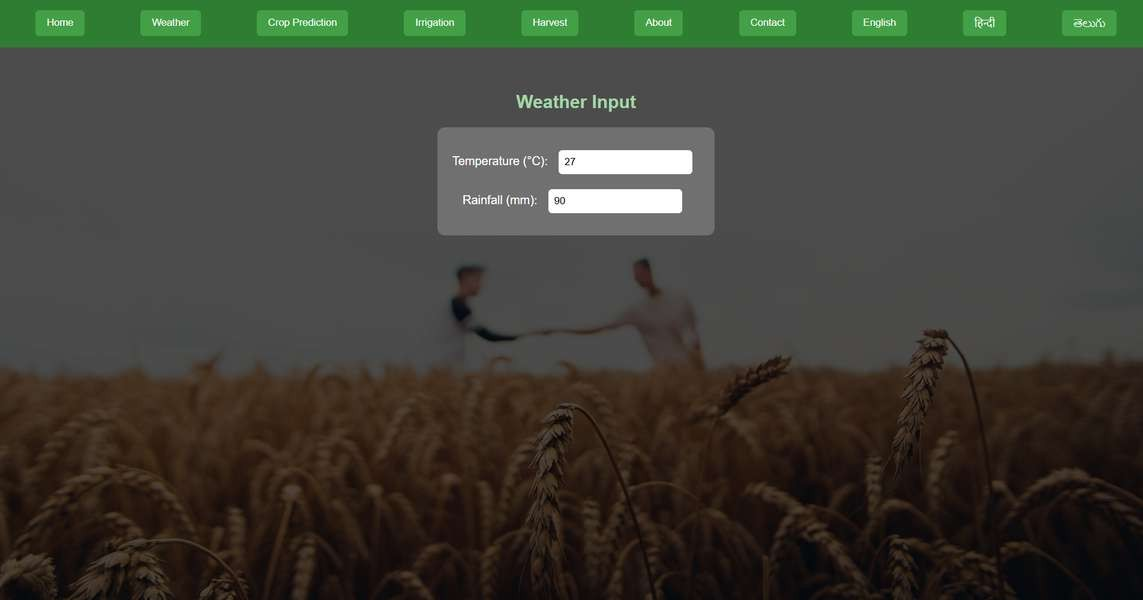 Home Weather Crop Prediction Irrigation Harvest About Contact English हिन्दी తెలుగు
Weather Input
Temperature (°C): 27
Rainfall (mm): 90